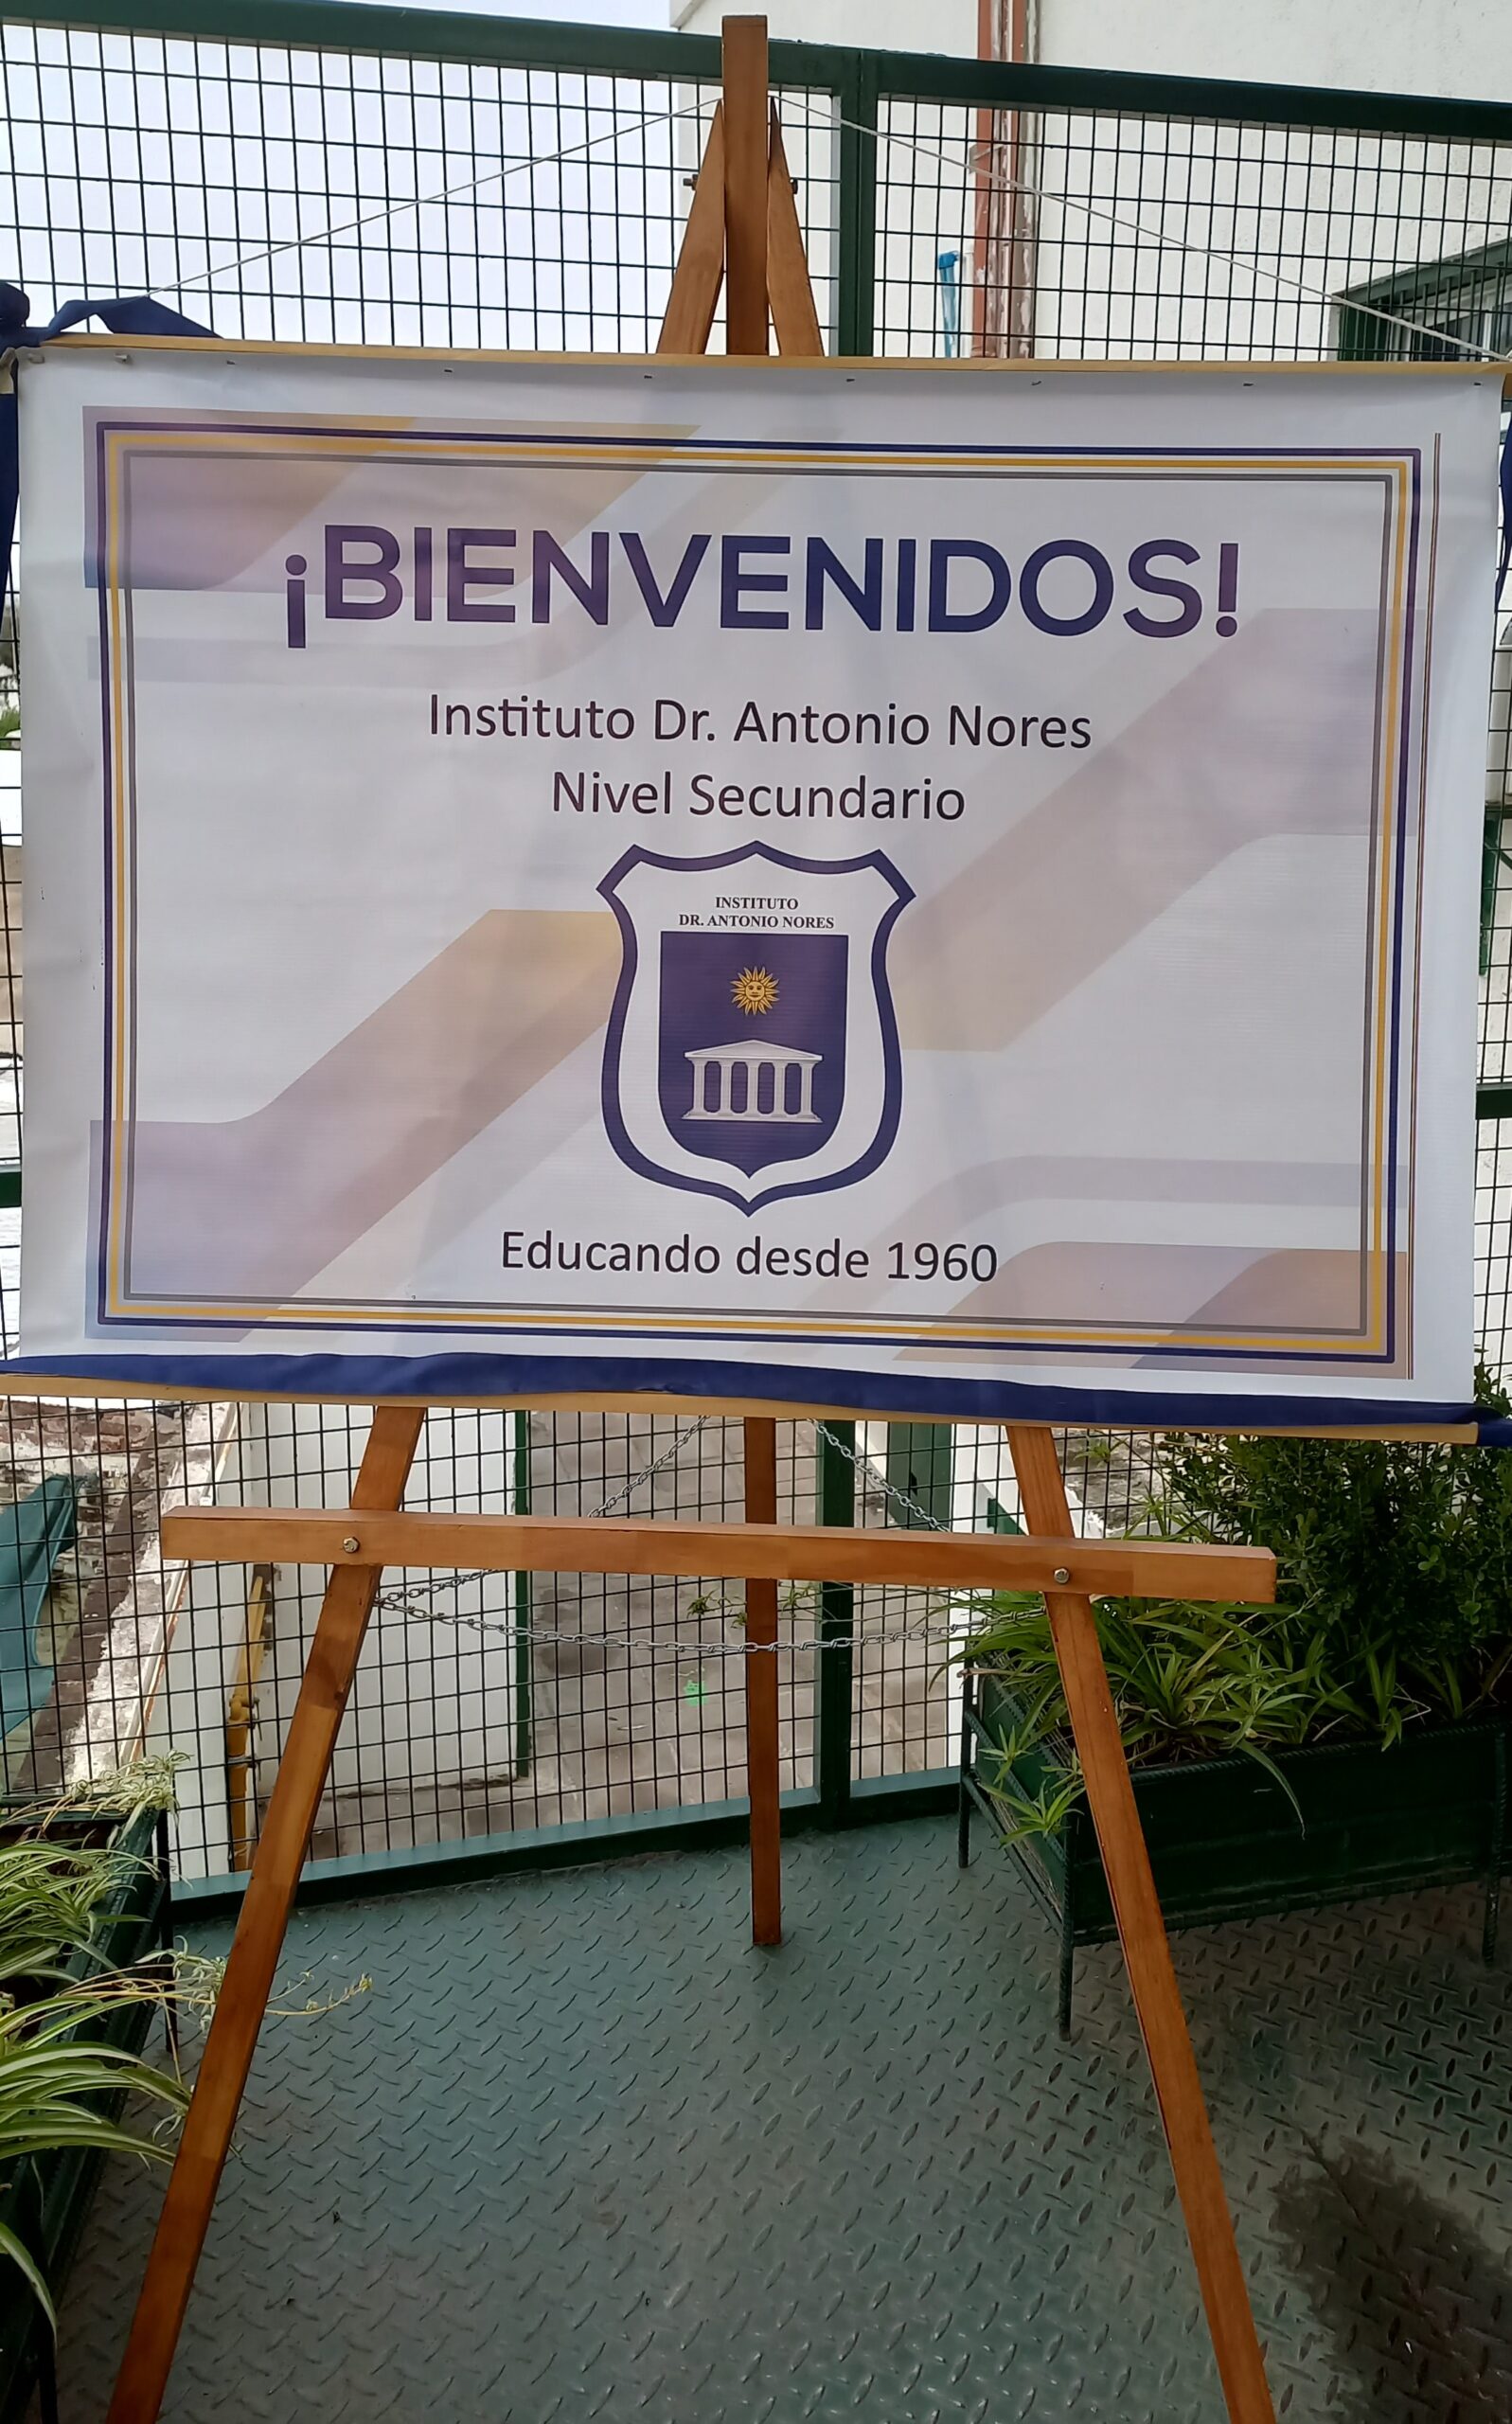 ¡BIENVENIDOS!
Instituto Dr. Antonio Nores
Nivel Secundario
INSTITUTO
DR. ANTONIO NORES
Educando desde 1960